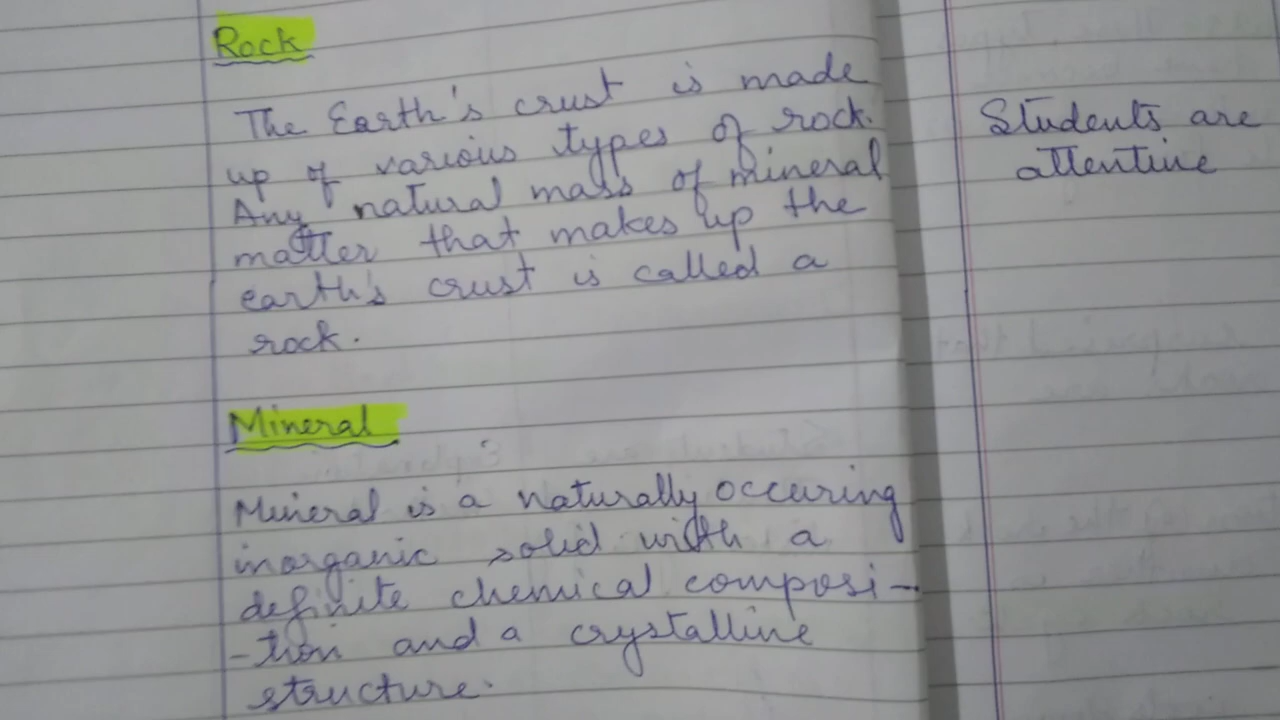 Rock
The Earth's crust is made
up of various types of rock.
Any natural mass of mineral
matter that makes up the
earth's crust is called a
rock.
Mineral
Mineral is a naturally occuring
inorganic solid with a
definite chemical composi-
-tion and a crystalline
structure.
Students are
attentive